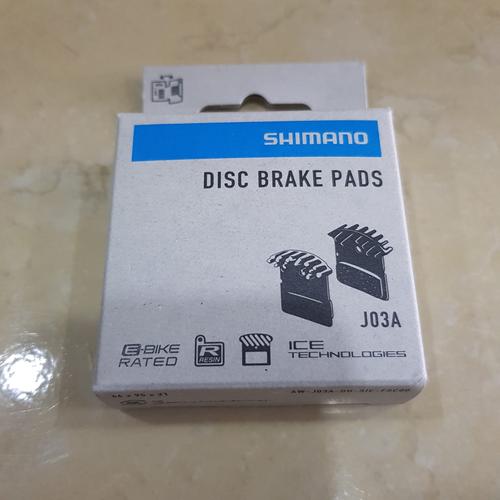 SHIMANO
DISC BRAKE PADS
J03A
E-BIKE
RATED
R
RESIN
ICE
TECHNOLOGIES